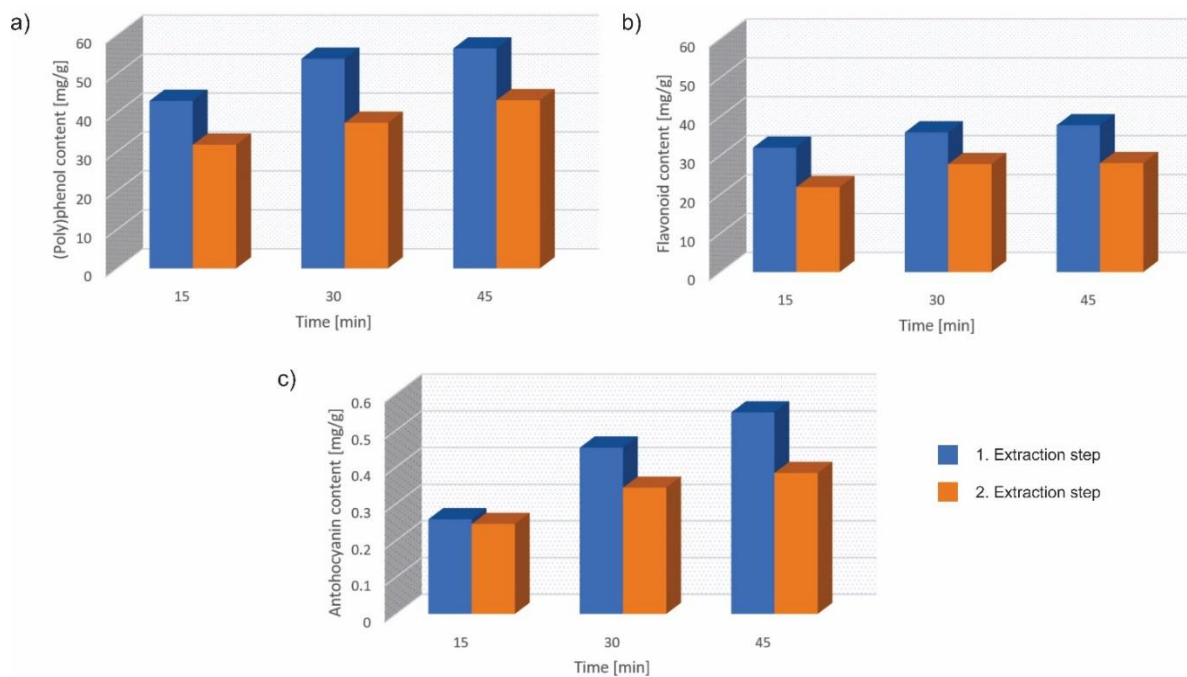 a)
60
50
40
30
20
10
0
(Poly)phenol content [mg/g]
15 30 45
Time [min]
b)
60
50
40
30
20
10
0
Flavonoid content [mg/g]
15 30 45
Time [min]
c)
0.6
0.5
0.4
0.3
0.2
0.1
0
Antohocyanin content [mg/g]
15 30 45
Time [min]
1. Extraction step
2. Extraction step